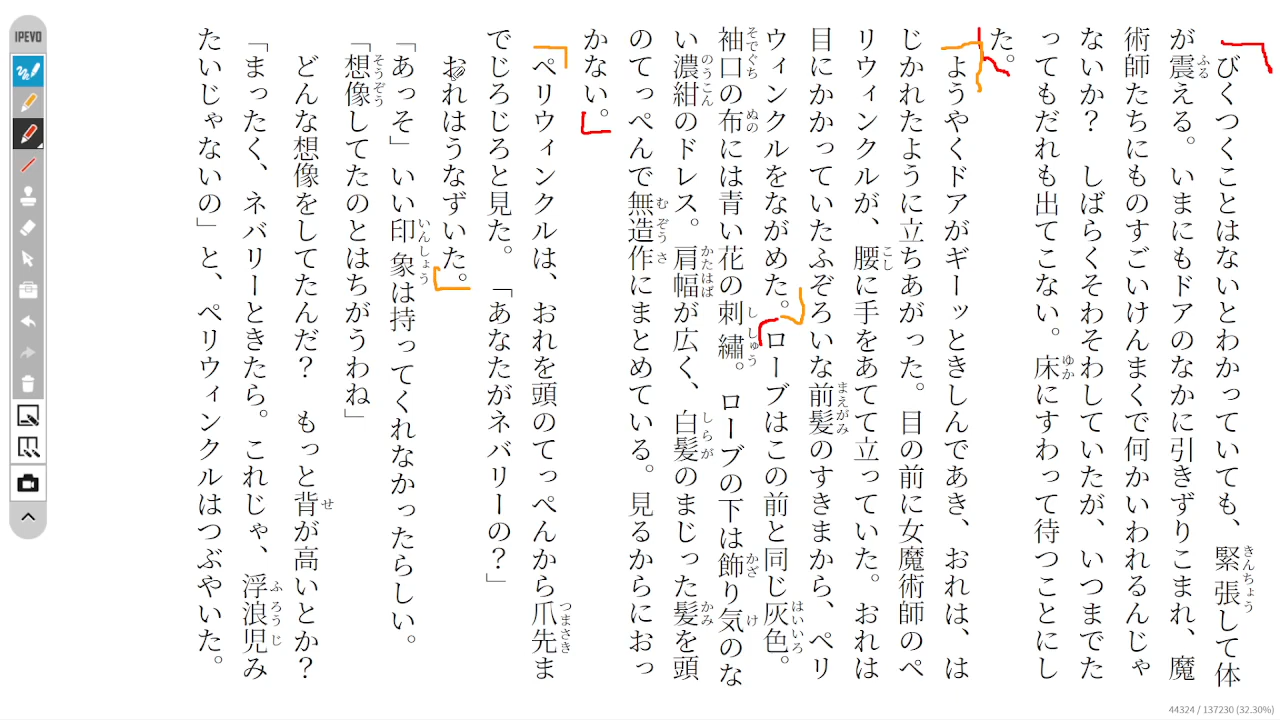 びくつくことはないとわかっていても、緊張して体
が震える。いまにもドアのなかに引きずりこまれ、魔
術師たちにものすごいけんまくで何かいわれるんじゃ
ないか？　しばらくそわそわしていたが、いつまでた
ってもだれも出てこない。床にすわって待つことにし
た。
　ようやくドアがギーッときしんであき、おれは、は
じかれたように立ちあがった。目の前に女魔術師のペ
リウィンクルが、腰に手をあてて立っていた。おれは
目にかかっていたふぞろいな前髪のすきまから、ペリ
ウィンクルをながめた。ローブはこの前と同じ灰色。
袖口の布には青い花の刺繡。ローブの下は飾り気のな
い濃紺のドレス。肩幅が広く、白髪のまじった髪を頭
のてっぺんで無造作にまとめている。見るからにおっ
かない。
　ペリウィンクルは、おれを頭のてっぺんから爪先ま
でじろじろと見た。「あなたがネバリーの？」
　おれはうなずいた。
「あっそ」いい印象は持ってくれなかったらしい。
「想像してたのとはちがうわね」
　どんな想像をしてたんだ？　もっと背が高いとか？
「まったく、ネバリーときたら。これじゃ、浮浪児み
たいじゃないの」と、ペリウィンクルはつぶやいた。
IPEVO
44324 / 137230 (32.30%)